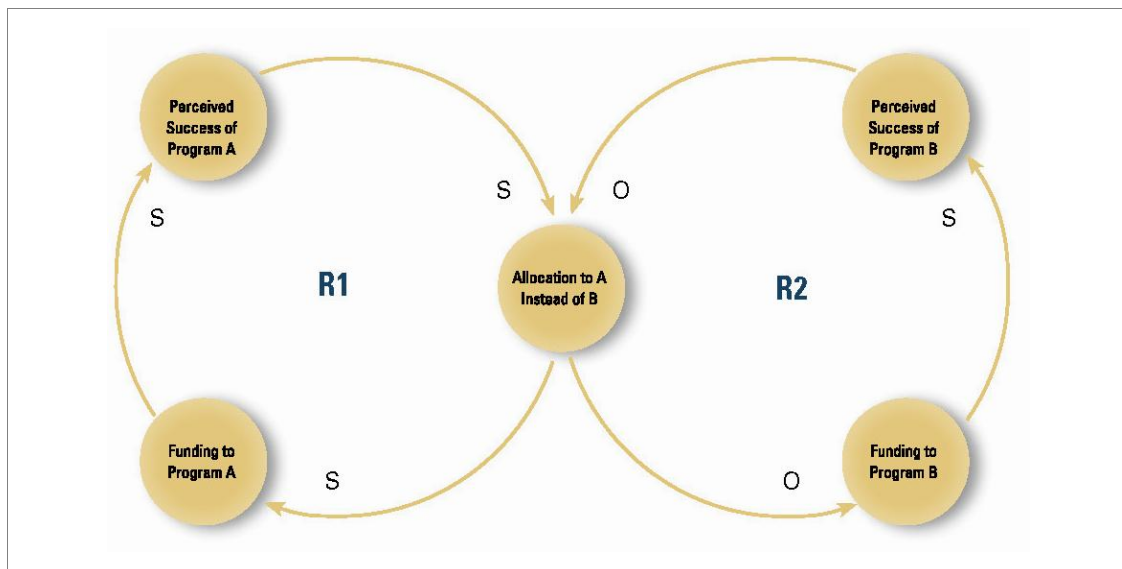 Perceived
Success of
Program A
Perceived
Success of
Program B
S
S
O
S
R1
Allocation to A
Instead of B
R2
Funding to
Program A
S
O
Funding to
Program B